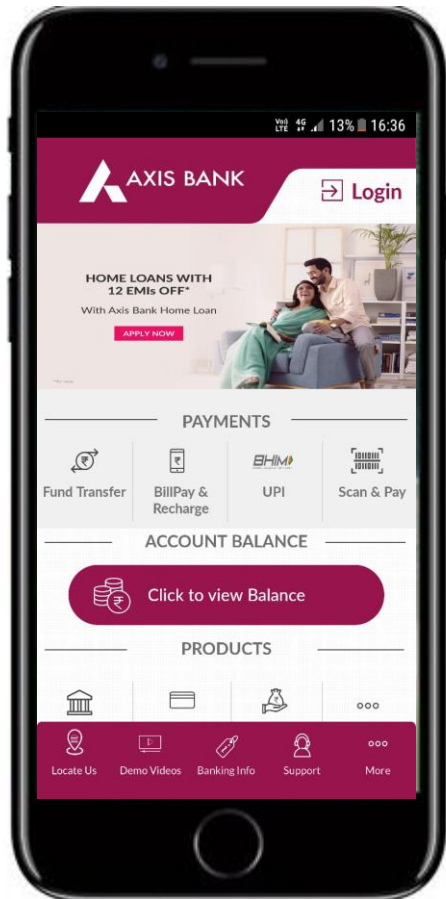 VoLTE 4G 13% 16:36
AXIS BANK
Login
HOME LOANS WITH
12 EMIs OFF*
With Axis Bank Home Loan
APPLY NOW
PAYMENTS
Fund Transfer
BillPay &
Recharge
BHIM
UPI
Scan & Pay
ACCOUNT BALANCE
₹ Click to view Balance
PRODUCTS
Locate Us
Demo Videos
Banking Info
Support
More